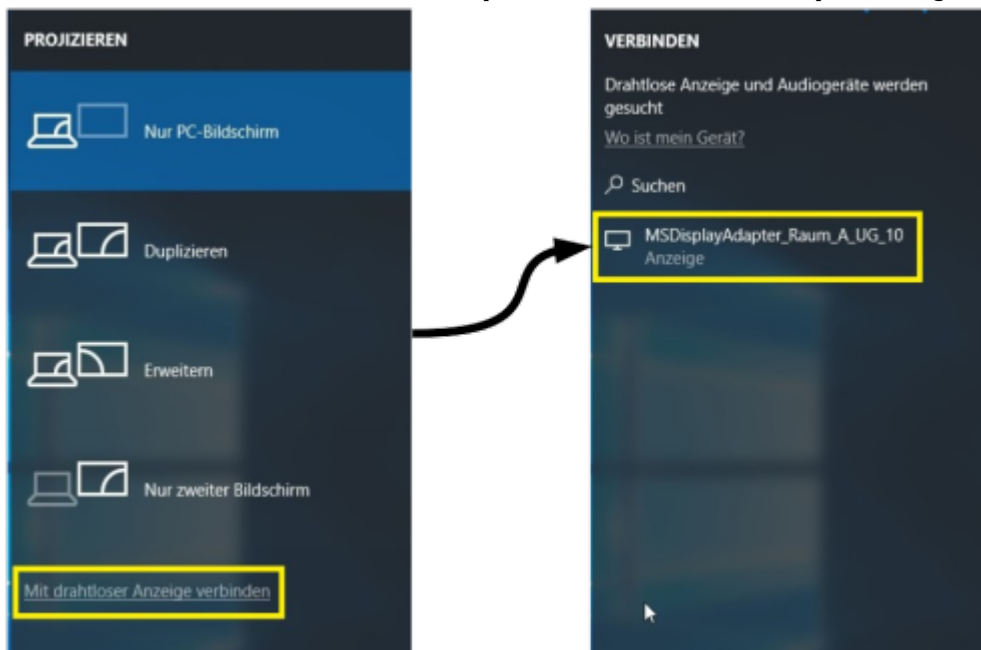 PROJIZIEREN
Nur PC-Bildschirm
Duplizieren
Erweitern
Nur zweiter Bildschirm
Mit drahtloser Anzeige verbinden
VERBINDEN
Drahtlose Anzeige und Audiogeräte werden
gesucht
Wo ist mein Gerät?
Suchen
MSDisplayAdapter_Raum_A_UG_10
Anzeige